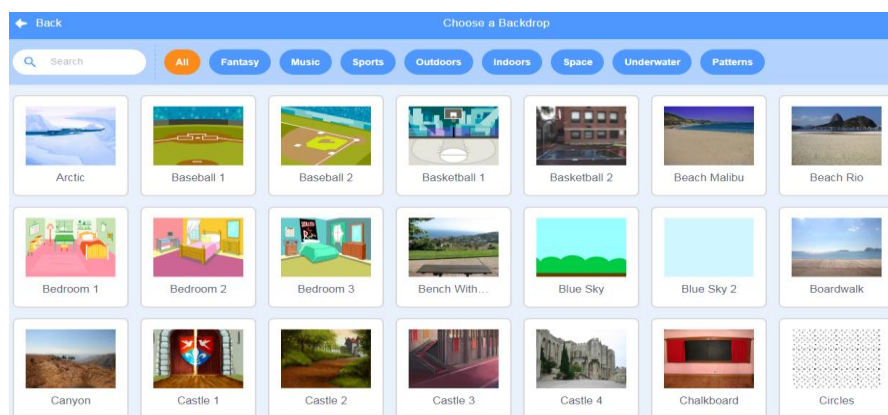 Back
Choose a Backdrop
Search
All
Fantasy
Music
Sports
Outdoors
Indoors
Space
Underwater
Patterns
Arctic
Baseball 1
Baseball 2
Basketball 1
Basketball 2
Beach Malibu
Beach Rio
Bedroom 1
Bedroom 2
Bedroom 3
Bench With...
Blue Sky
Blue Sky 2
Boardwalk
Canyon
Castle 1
Castle 2
Castle 3
Castle 4
Chalkboard
Circles